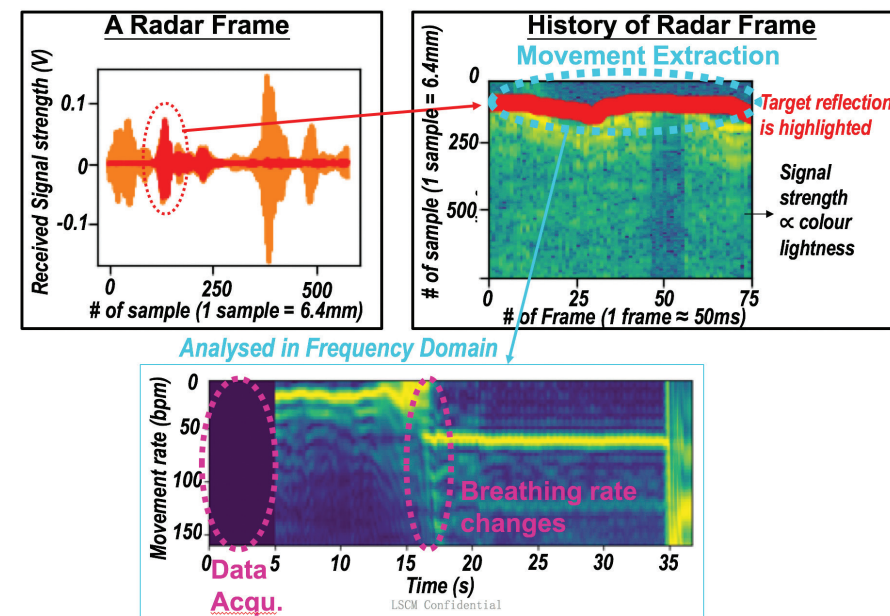 A Radar Frame
Received Signal strength (V)
0.1
0
-0.1
0
250
500
# of sample (1 sample = 6.4mm)
History of Radar Frame
Movement Extraction
# of sample (1 sample = 6.4mm)
0
250
500
0
25
50
75
# of Frame (1 frame ≈ 50ms)
Target reflection
is highlighted
Signal
strength
∝ colour
lightness
Analysed in Frequency Domain
Movement rate (bpm)
0
50
100
150
0
5
10
15
20
25
30
35
Time (s)
Breathing rate
changes
Data
Acqu.
LSCM Confidential